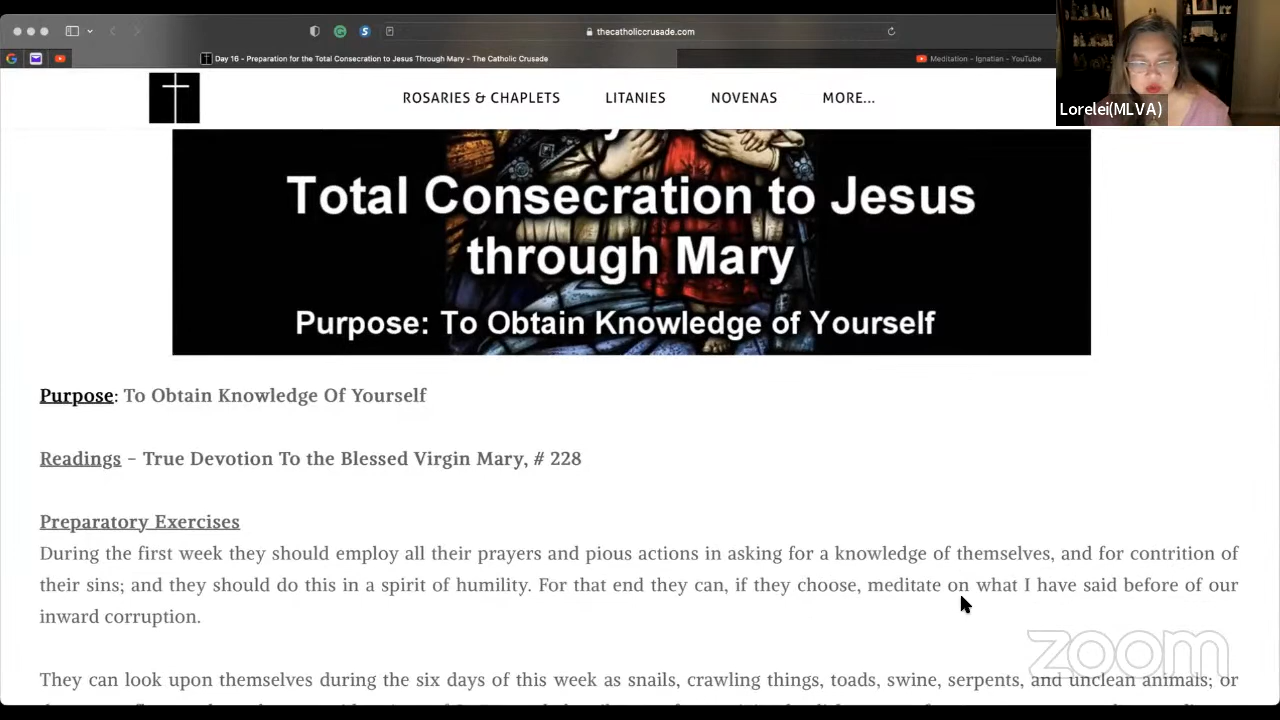 thecatholiccrusade.com
Day 16 - Preparation for the Total Consecration to Jesus Through Mary - The Catholic Crusade
Meditation - Ignatian - YouTube
ROSARIES & CHAPLETS
LITANIES
NOVENAS
MORE...
Lorelei(MLVA)
Total Consecration to Jesus
through Mary
Purpose: To Obtain Knowledge of Yourself
Purpose: To Obtain Knowledge Of Yourself
Readings - True Devotion To the Blessed Virgin Mary, # 228
Preparatory Exercises
During the first week they should employ all their prayers and pious actions in asking for a knowledge of themselves, and for contrition of
their sins; and they should do this in a spirit of humility. For that end they can, if they choose, meditate on what I have said before of our
inward corruption.
zoom
They can look upon themselves during the six days of this week as snails, crawling things, toads, swine, serpents, and unclean animals; or